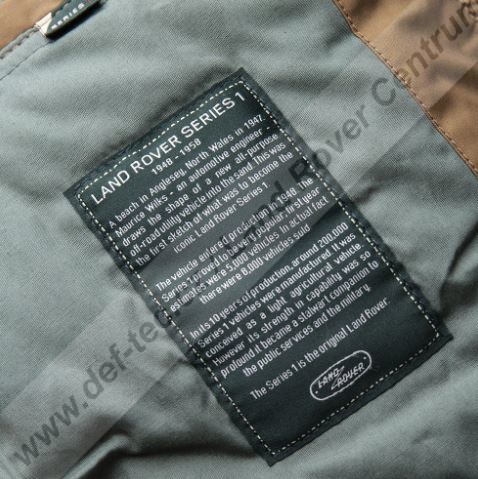 SERIES
LAND ROVER SERIES 1
1948 - 1958
A beach in Anglesey, North Wales in 1947.
Maurice Wilks - an automotive engineer
draws the shape of a new all-purpose
off-road utility vehicle into the sand. This was
the first sketch of what was to become the
iconic Land Rover Series 1
The vehicle entered production in 1948. The
Series 1 proved to be very popular, first year
estimates were 5,000 vehicles. In actual fact
there were 8,000 vehicles sold
In its 10 years of production, around 200,000
Series 1 vehicles were manufactured. It was
conceived as a light agricultural vehicle.
However its strength in capability was so
profound it became a stalwart companion to
the public services and the military.
The Series 1 is the original Land Rover.
LAND
ROVER
www.def-tec Land Rover Centrum